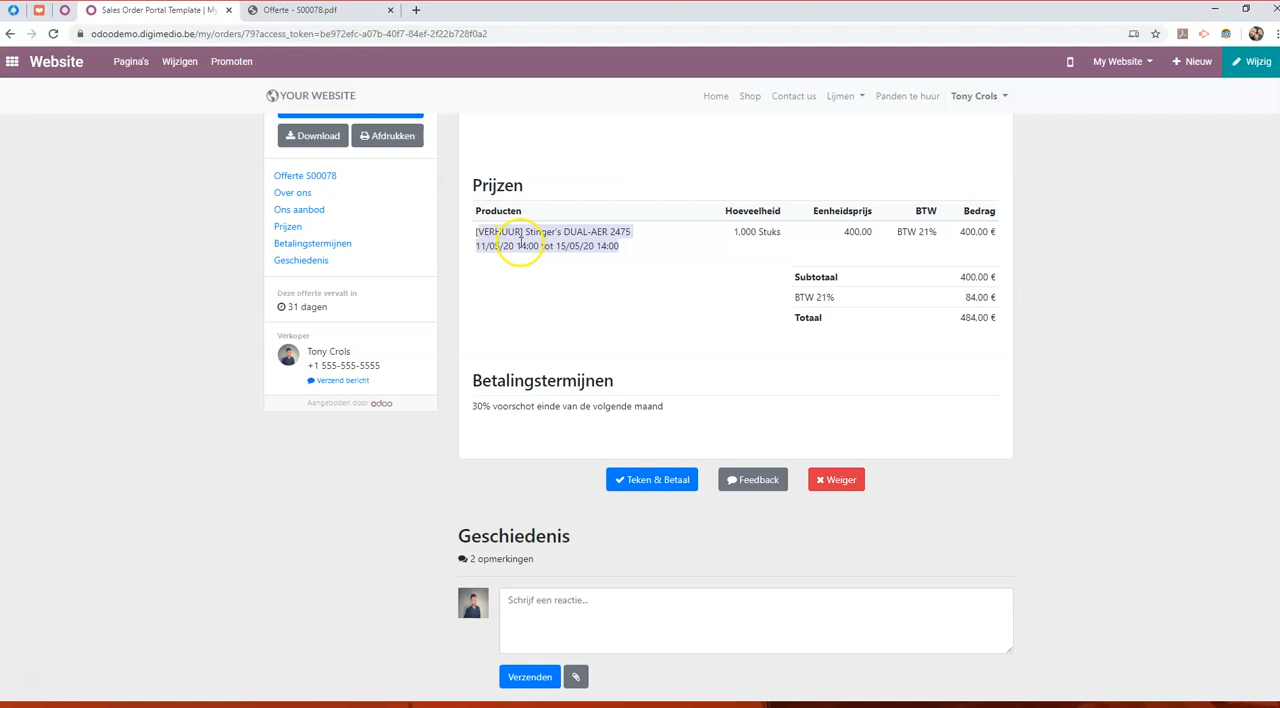 Sales Order Portal Template | My
Offerte - S00078.pdf
odoodemo.digimedio.be/my/orders/79?access_token=be972efc-a07b-40f7-84ef-2f22b728f0a2
Website
Pagina's
Wijzigen
Promoten
My Website
Nieuw
Wijzig
YOUR WEBSITE
Home
Shop
Contact us
Lijmen
Panden te huur
Tony Crols
Download
Afdrukken
Offerte S00078
Over ons
Ons aanbod
Prijzen
Betalingstermijnen
Geschiedenis
Deze offerte vervalt in
31 dagen
Verkoper
Tony Crols
+1 555-555-5555
Verzend bericht
Aangeboden door odoo
Prijzen
Producten Hoeveelheid Eenheidsprijs BTW Bedrag
[VERHUUR] Stinger's DUAL-AER 2475 1,000 Stuks 400,00 BTW 21% 400,00 €
11/05/20 14:00 tot 15/05/20 14:00
Subtotaal 400,00 €
BTW 21% 84,00 €
Totaal 484,00 €
Betalingstermijnen
30% voorschot einde van de volgende maand
Teken & Betaal
Feedback
Weiger
Geschiedenis
2 opmerkingen
Schrijf een reactie...
Verzenden